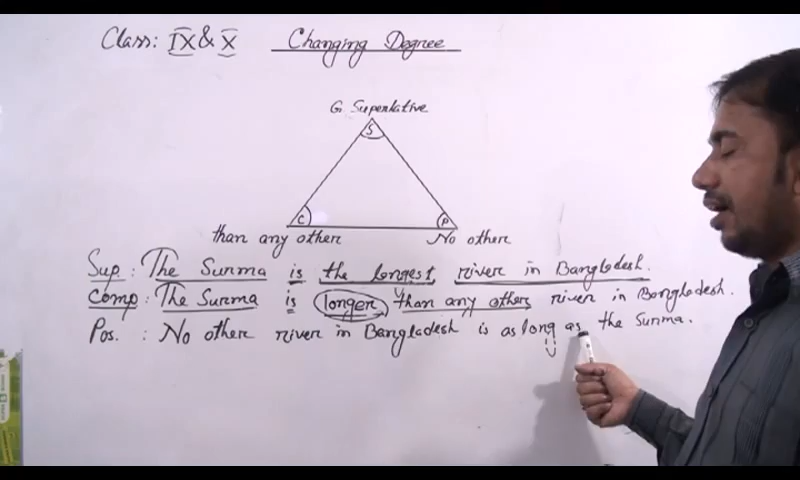 Class: IX & X Changing Degree
G. Superlative
S
C P
than any other No other
Sup: The Surma is the longest river in Bangladesh.
Comp: The Surma is longer than any other river in Bangladesh.
Pos. : No other river in Bangladesh is as long as the Surma.